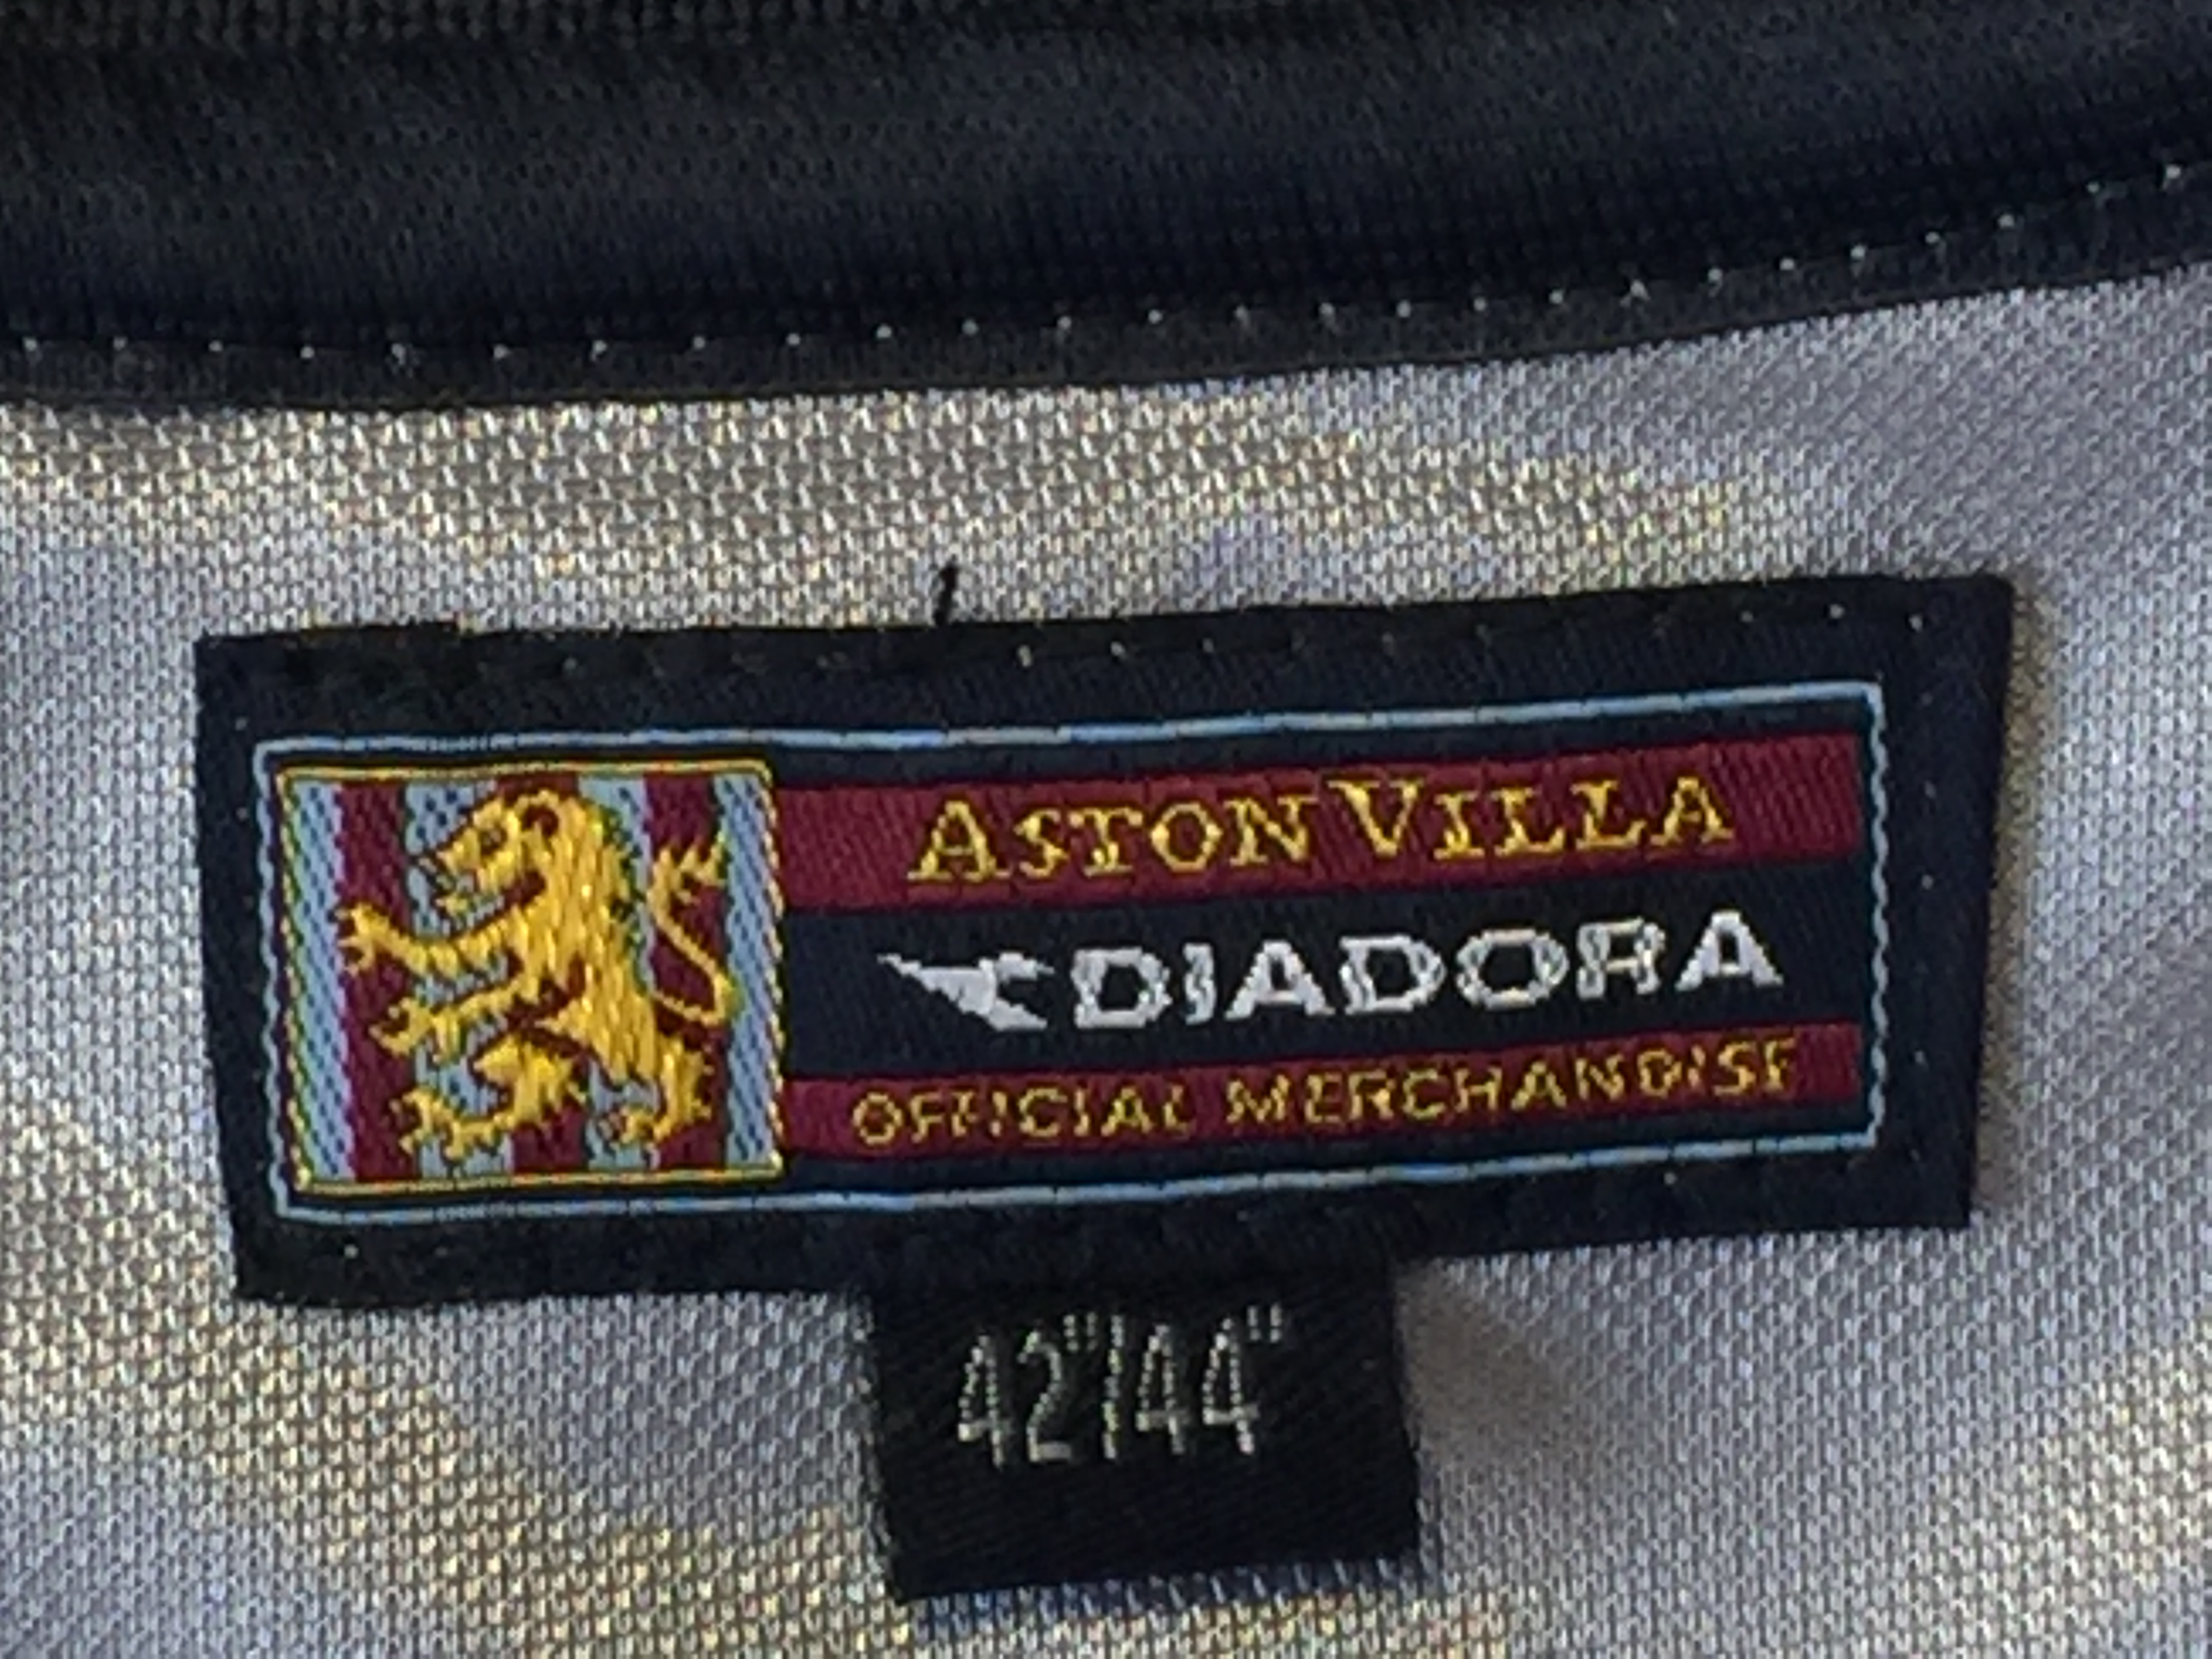 ASTON VILLA
DIADORA
OFFICIAL MERCHANDISE
42"/44"